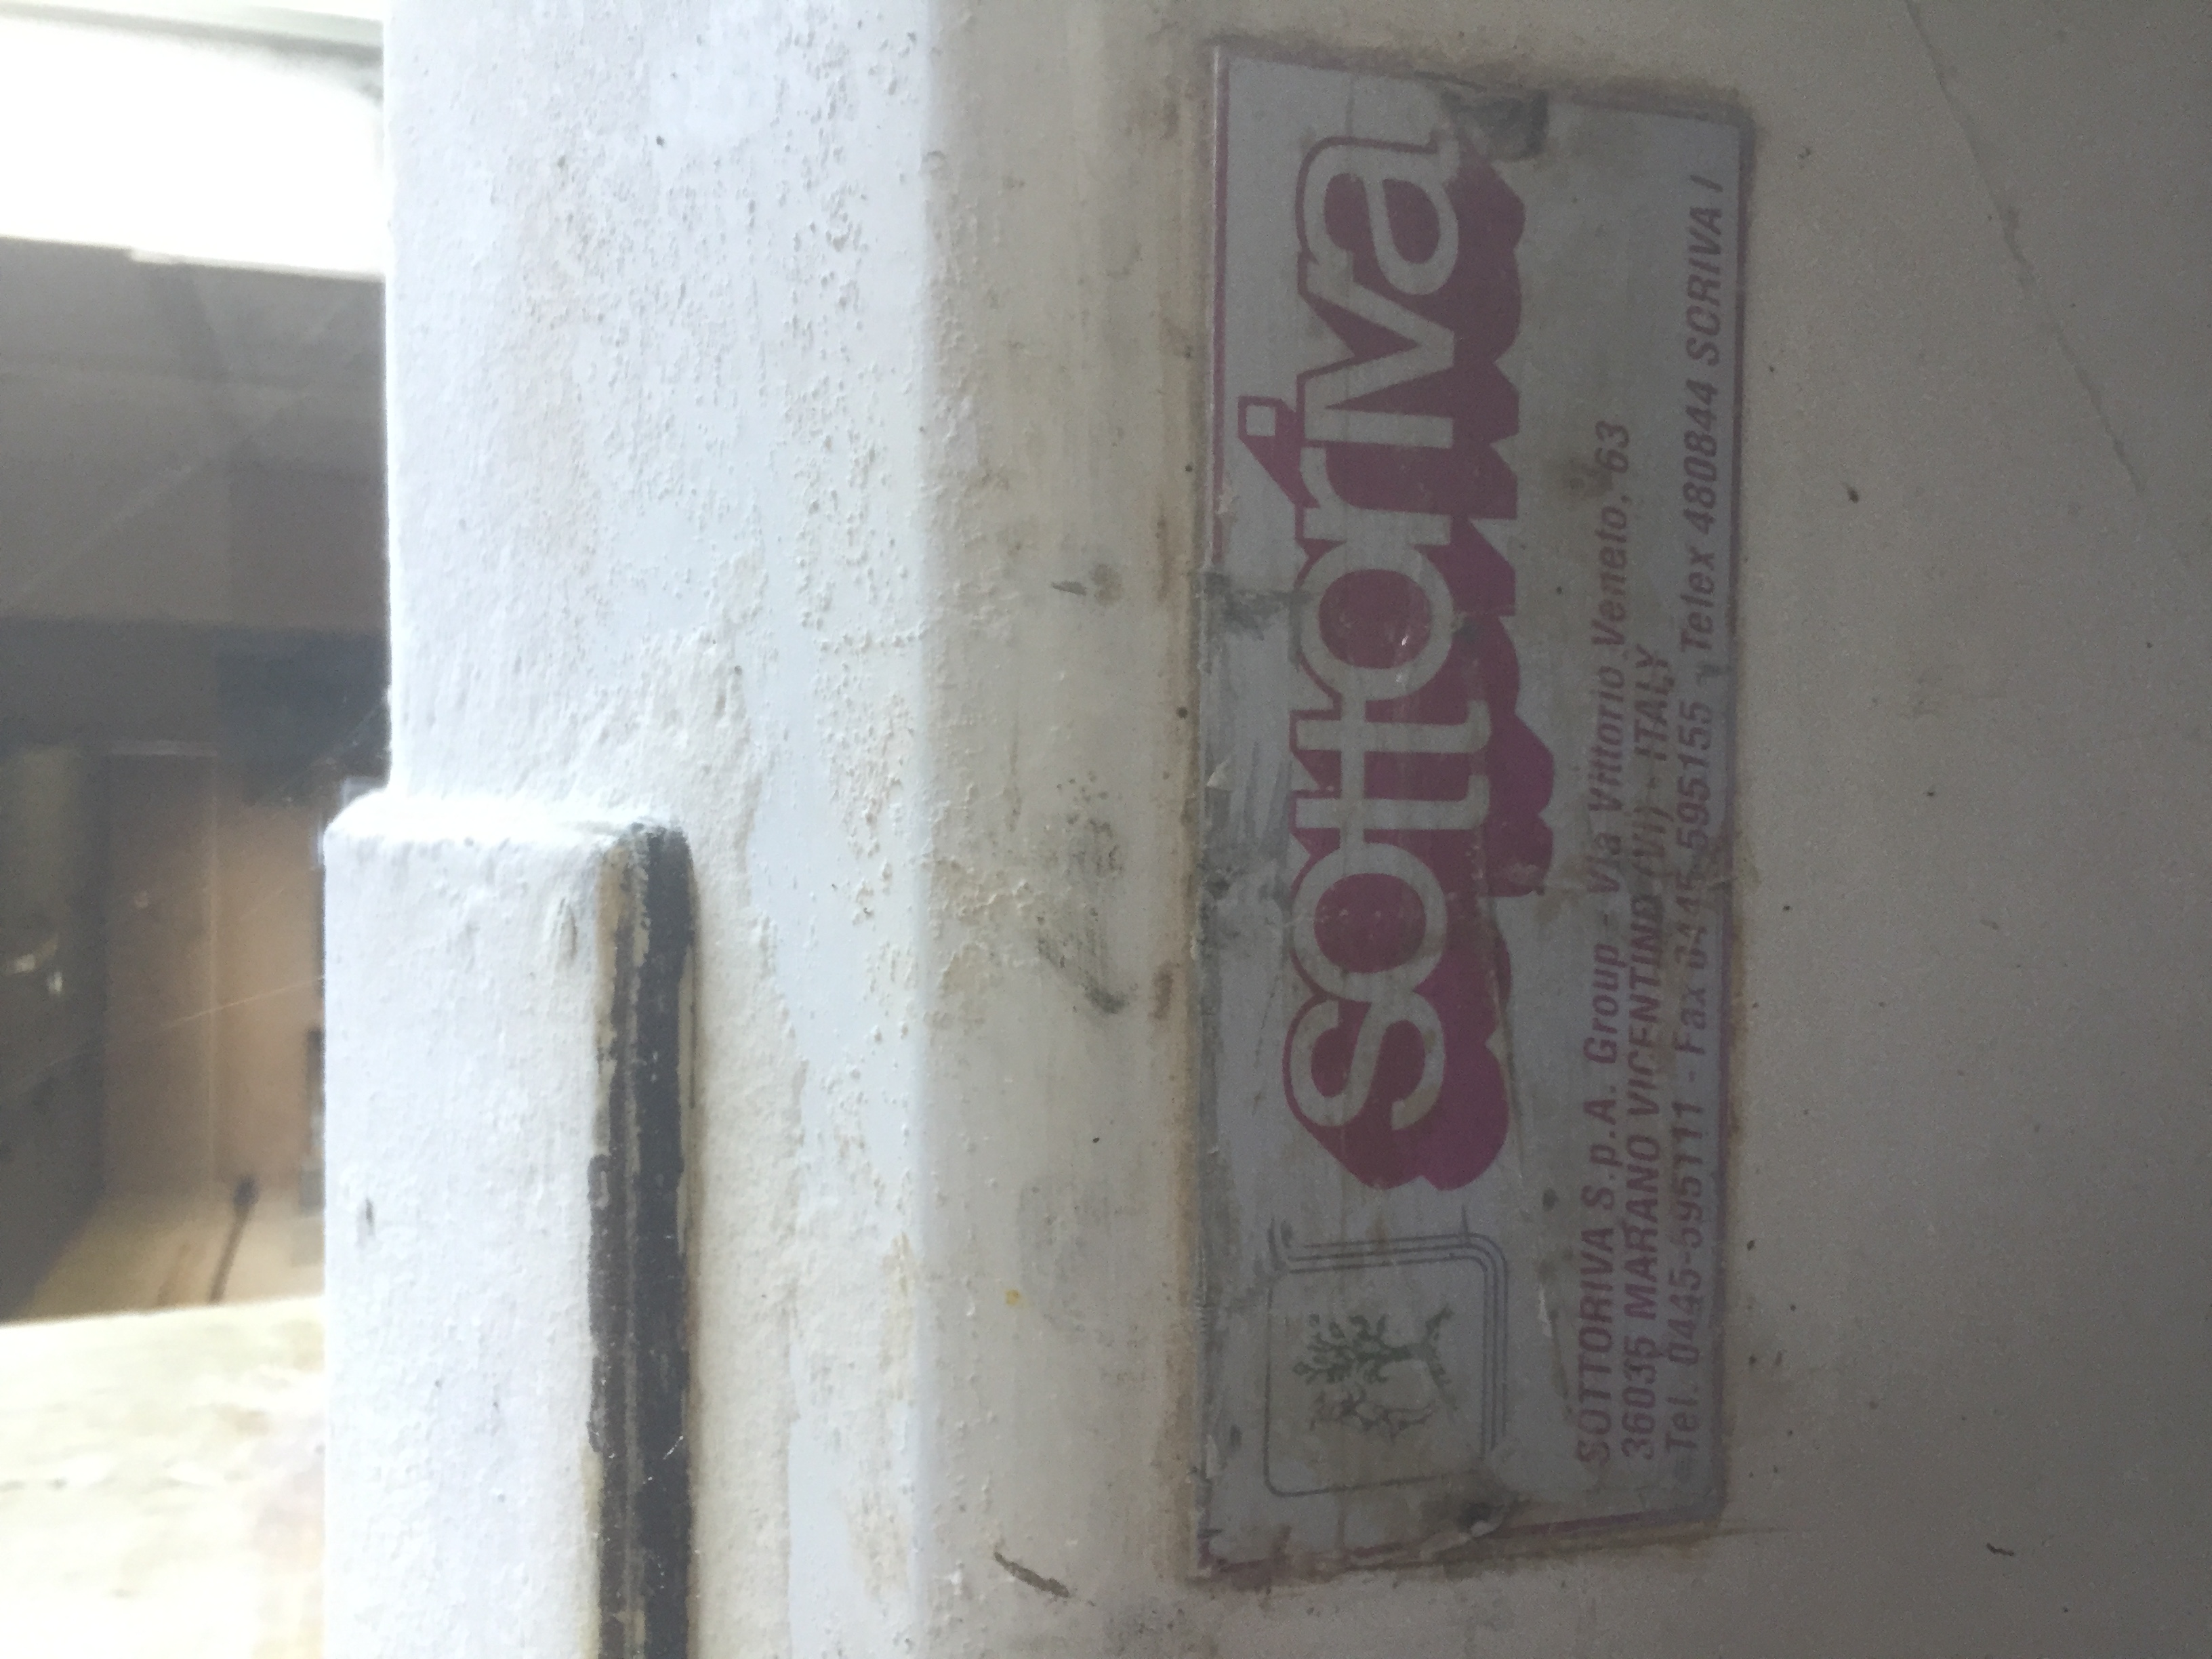 sottoriva
SOTTORIVA S.p.A. Group - Via Vittorio Veneto, 63
36035 MARANO VICENTINO (VI) - ITALY
Tel. 0445-595111 - Fax 0445-595155 Telex 480844 SCRIVA I